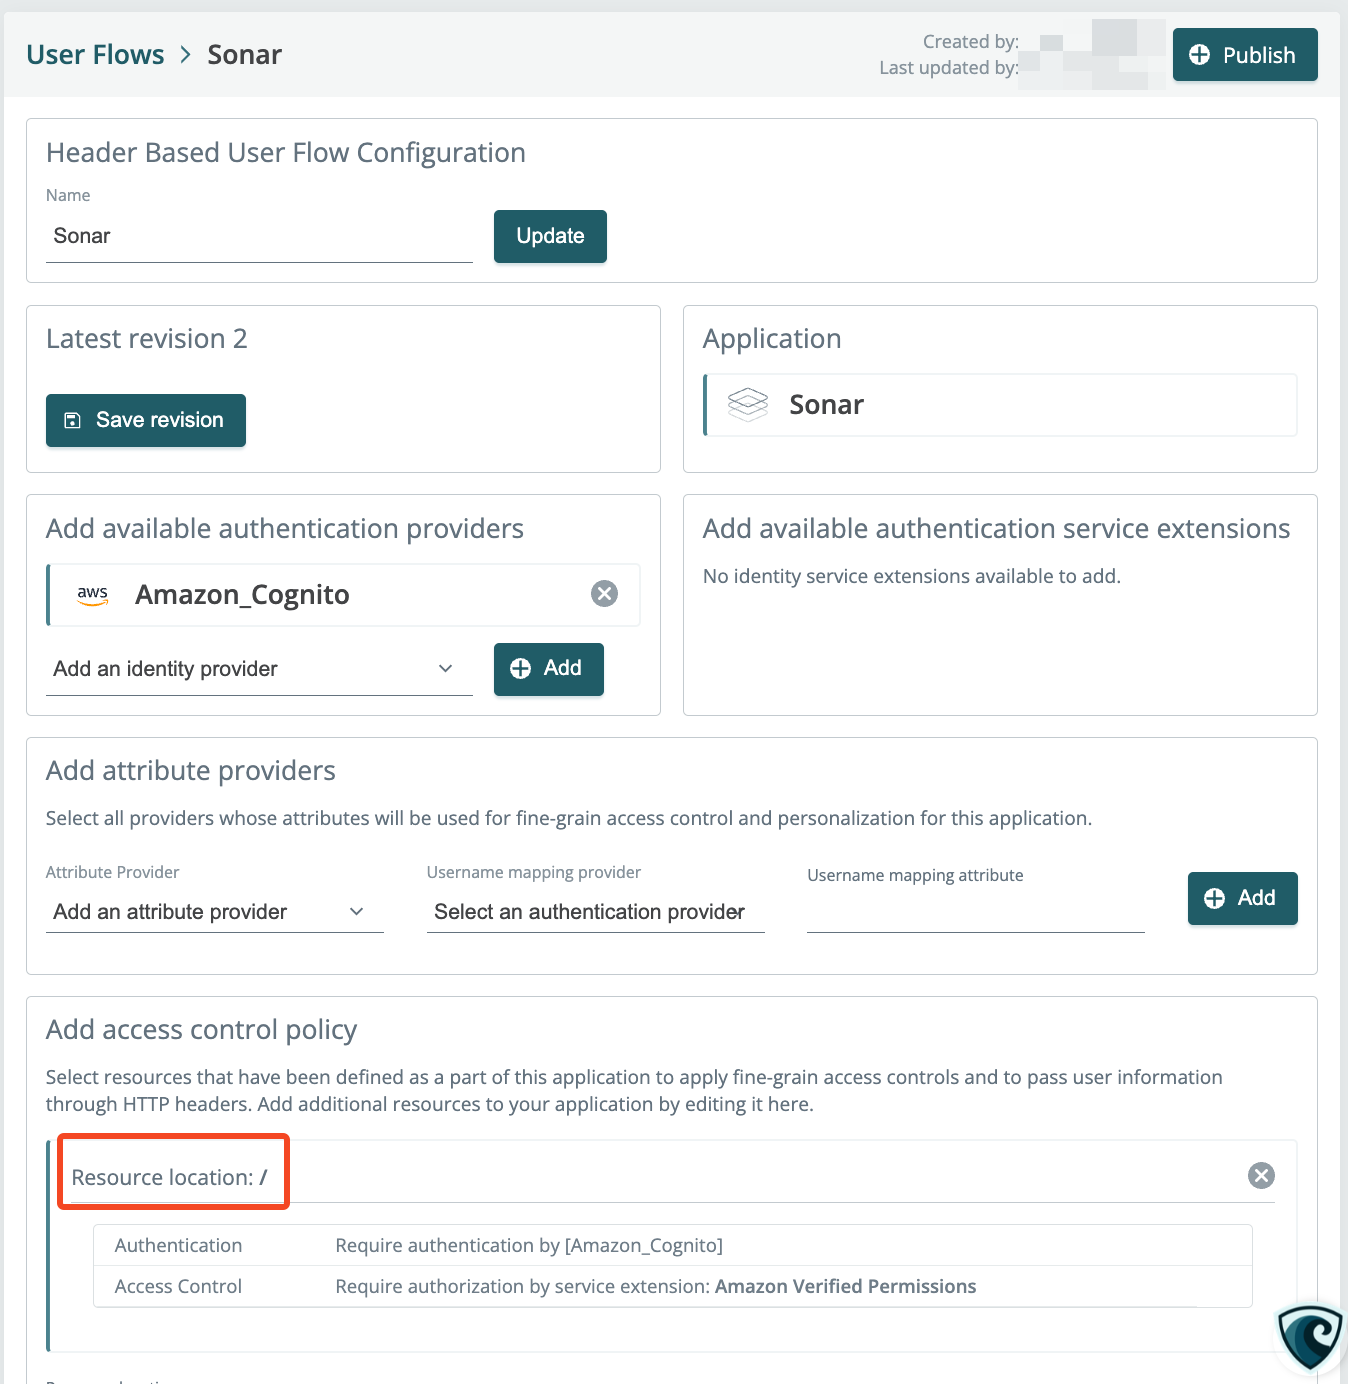 User Flows > Sonar
Created by:
Last updated by:
Publish
Header Based User Flow Configuration
Name
Sonar
Update
Latest revision 2
Save revision
Application
Sonar
Add available authentication providers
aws Amazon_Cognito
Add an identity provider
Add
Add available authentication service extensions
No identity service extensions available to add.
Add attribute providers
Select all providers whose attributes will be used for fine-grain access control and personalization for this application.
Attribute Provider
Add an attribute provider
Username mapping provider
Select an authentication provider
Username mapping attribute
Add
Add access control policy
Select resources that have been defined as a part of this application to apply fine-grain access controls and to pass user information
through HTTP headers. Add additional resources to your application by editing it here.
Resource location: /
Authentication Require authentication by [Amazon_Cognito]
Access Control Require authorization by service extension: Amazon Verified Permissions